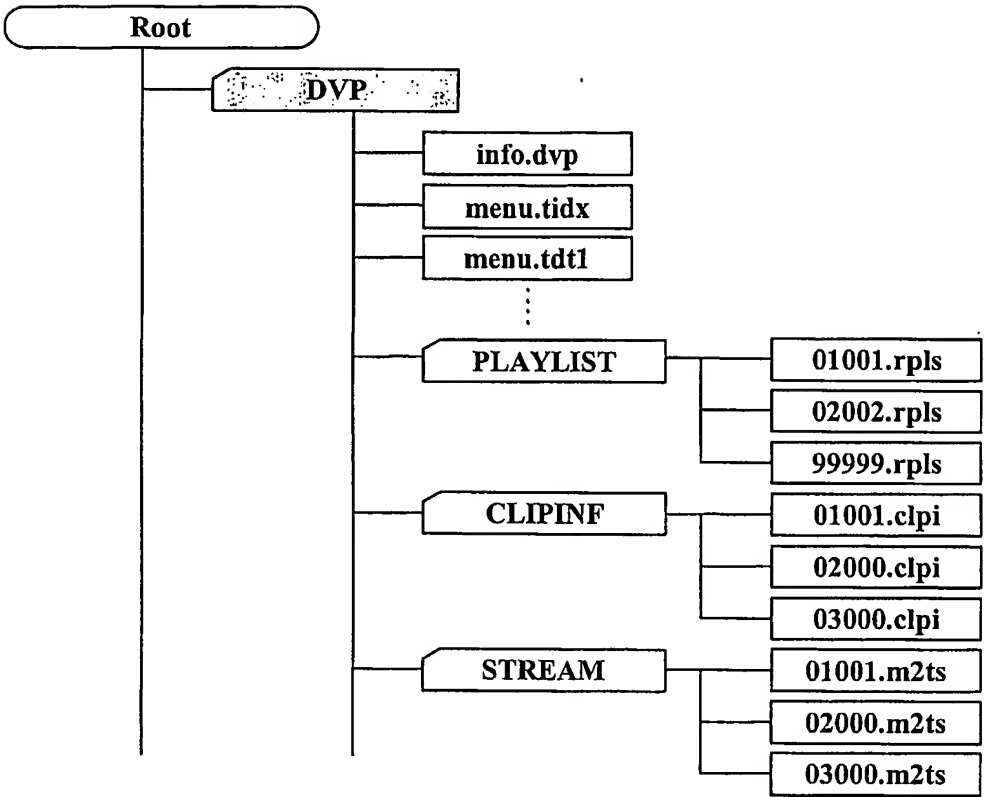 Root
DVP
info.dvp
menu.tidx
menu.tdt1
PLAYLIST
01001.rpls
02002.rpls
99999.rpls
CLIPINF
01001.clpi
02000.clpi
03000.clpi
STREAM
01001.m2ts
02000.m2ts
03000.m2ts